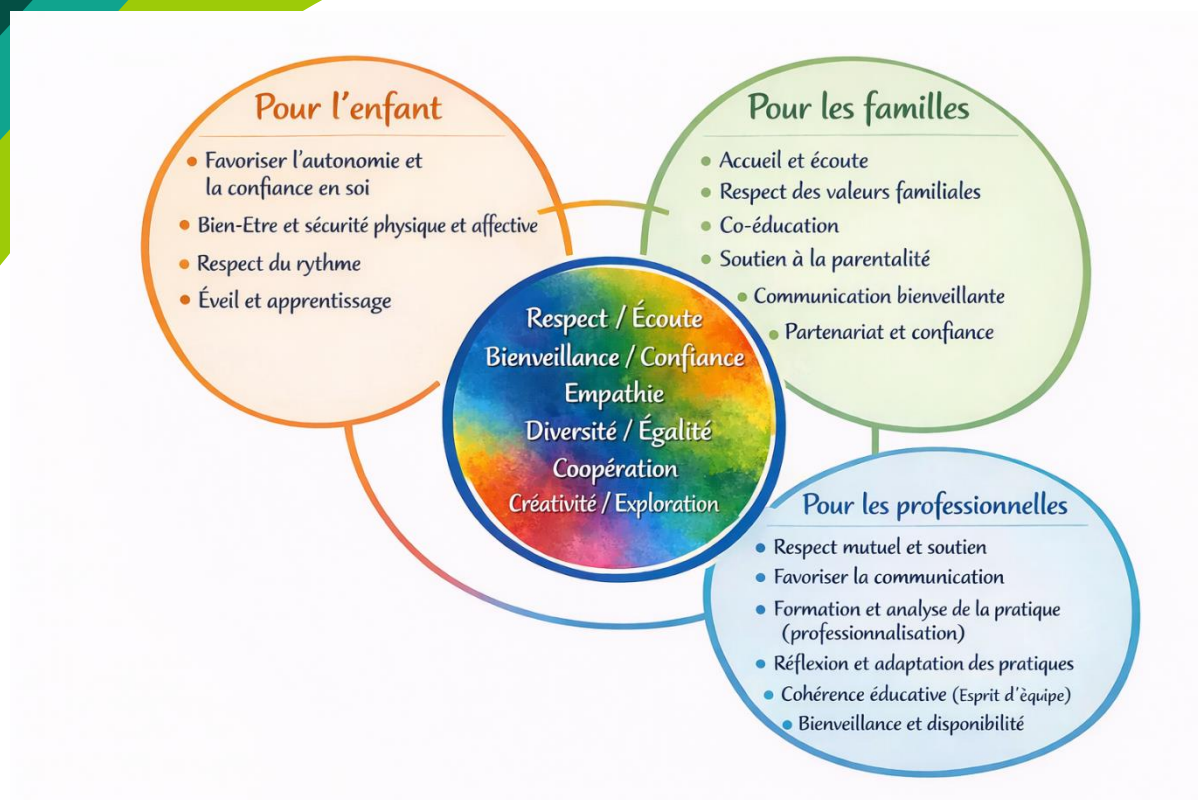 Pour l'enfant
Favoriser l'autonomie et
la confiance en soi
Bien-Etre et sécurité physique et affective
Respect du rythme
Éveil et apprentissage
Pour les familles
Accueil et écoute
Respect des valeurs familiales
Co-éducation
Soutien à la parentalité
Communication bienveillante
Partenariat et confiance
Respect / Écoute
Bienveillance / Confiance
Empathie
Diversité / Égalité
Coopération
Créativité / Exploration
Pour les professionnelles
Respect mutuel et soutien
Favoriser la communication
Formation et analyse de la pratique
(professionnalisation)
Réflexion et adaptation des pratiques
Cohérence éducative (Esprit d'èquipe)
Bienveillance et disponibilité